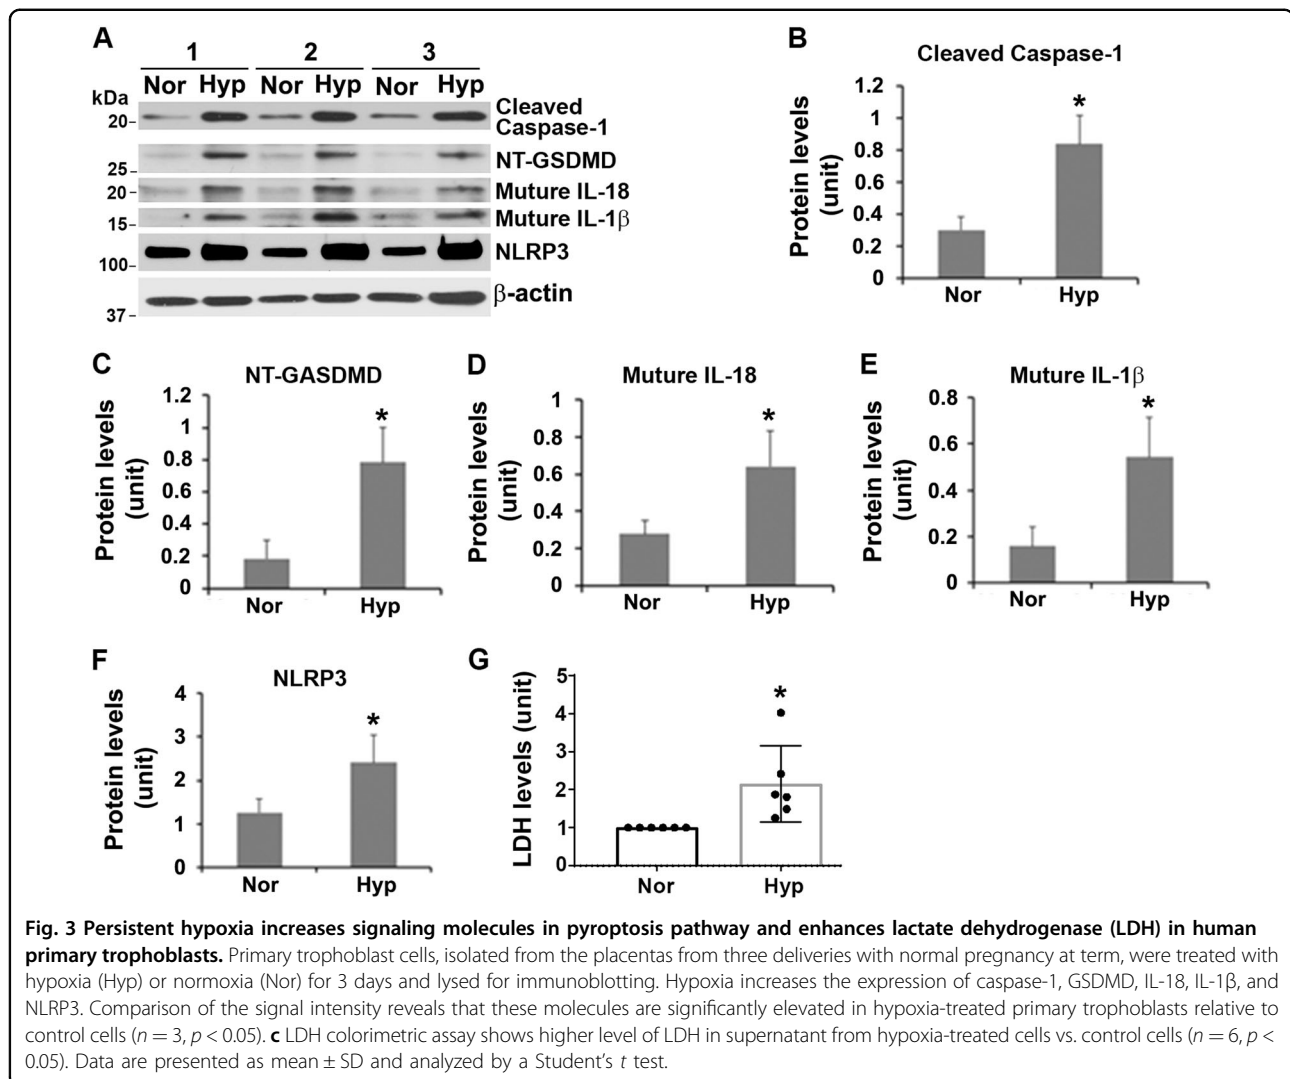 A
1 2 3
Nor Hyp Nor Hyp Nor Hyp
kDa
20
Cleaved
Caspase-1
25
NT-GSDMD
20
Muture IL-18
15
Muture IL-1β
100
NLRP3
37
β-actin
B
Cleaved Caspase-1
Protein levels
(unit)
1.2
1
0.8
0.6
0.4
0.2
0
*
Nor Hyp
C
NT-GASDMD
Protein levels
(unit)
1.2
1
0.8
0.6
0.4
0.2
0
*
Nor Hyp
D
Muture IL-18
Protein levels
(unit)
1
0.8
0.6
0.4
0.2
0
*
Nor Hyp
E
Muture IL-1β
Protein levels
(unit)
0.8
0.6
0.4
0.2
0
*
Nor Hyp
F
NLRP3
Protein levels
(unit)
4
3
2
1
0
*
Nor Hyp
G
LDH levels (unit)
5
4
3
2
1
0
*
Nor Hyp
Fig. 3 Persistent hypoxia increases signaling molecules in pyroptosis pathway and enhances lactate dehydrogenase (LDH) in human
primary trophoblasts. Primary trophoblast cells, isolated from the placentas from three deliveries with normal pregnancy at term, were treated with
hypoxia (Hyp) or normoxia (Nor) for 3 days and lysed for immunoblotting. Hypoxia increases the expression of caspase-1, GSDMD, IL-18, IL-1β, and
NLRP3. Comparison of the signal intensity reveals that these molecules are significantly elevated in hypoxia-treated primary trophoblasts relative to
control cells (n = 3, p < 0.05). c LDH colorimetric assay shows higher level of LDH in supernatant from hypoxia-treated cells vs. control cells (n = 6, p <
0.05). Data are presented as mean ± SD and analyzed by a Student's t test.